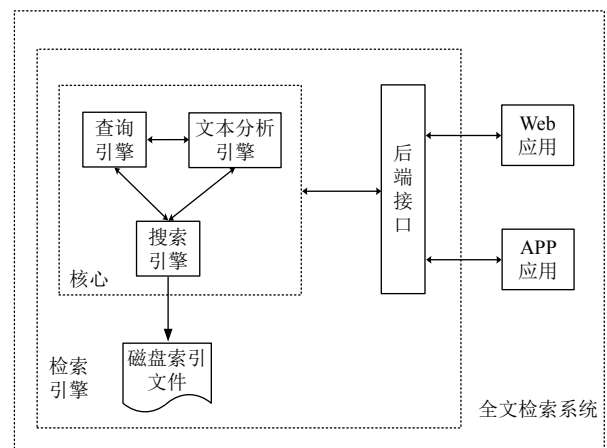 查询
引擎
文本分析
引擎
搜索
引擎
核心
磁盘索引
文件
检索
引擎
后
端
接
口
Web
应用
APP
应用
全文检索系统